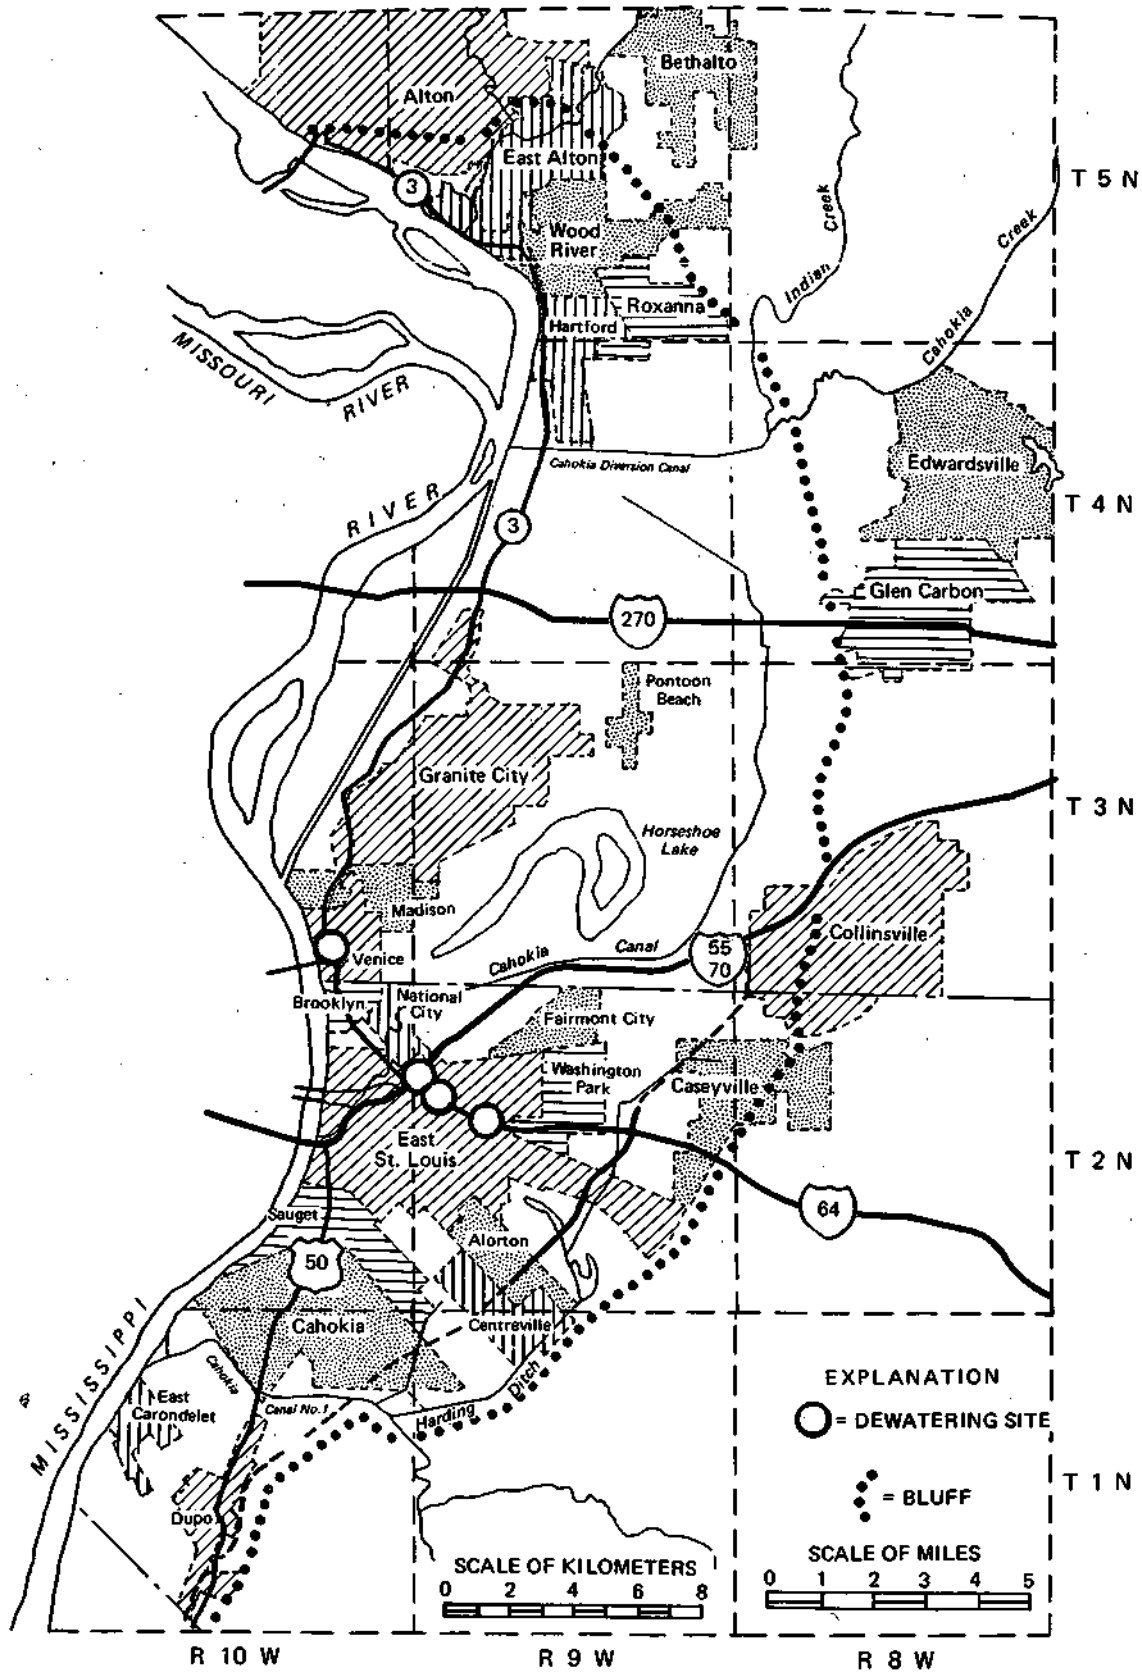 Bethalto
Alton
East Alton
T 5 N
3
Wood
River
Creek
Indian
Creek
Cahokia
Roxanna
Hartford
MISSOURI
RIVER
Cahokia Diversion Canal
Edwardsville
RIVER
3
T 4 N
Glen Carbon
270
Pontoon
Beach
Granite City
T 3 N
Horseshoe
Lake
Madison
Collinsville
Venice
Cahokia
Canal
55
70
Brooklyn
National
City
Fairmont City
Washington
Park
Caseyville
East
St. Louis
T 2 N
64
Sauget
Alorton
50
Cahokia
Centreville
MISSISSIPPI
Cahokia
Canal No. 1
Harding
Ditch
East
Carondelet
Dupo
EXPLANATION
= DEWATERING SITE
= BLUFF
T 1 N
SCALE OF KILOMETERS
0 2 4 6 8
SCALE OF MILES
0 1 2 3 4 5
R 10 W
R 9 W
R 8 W